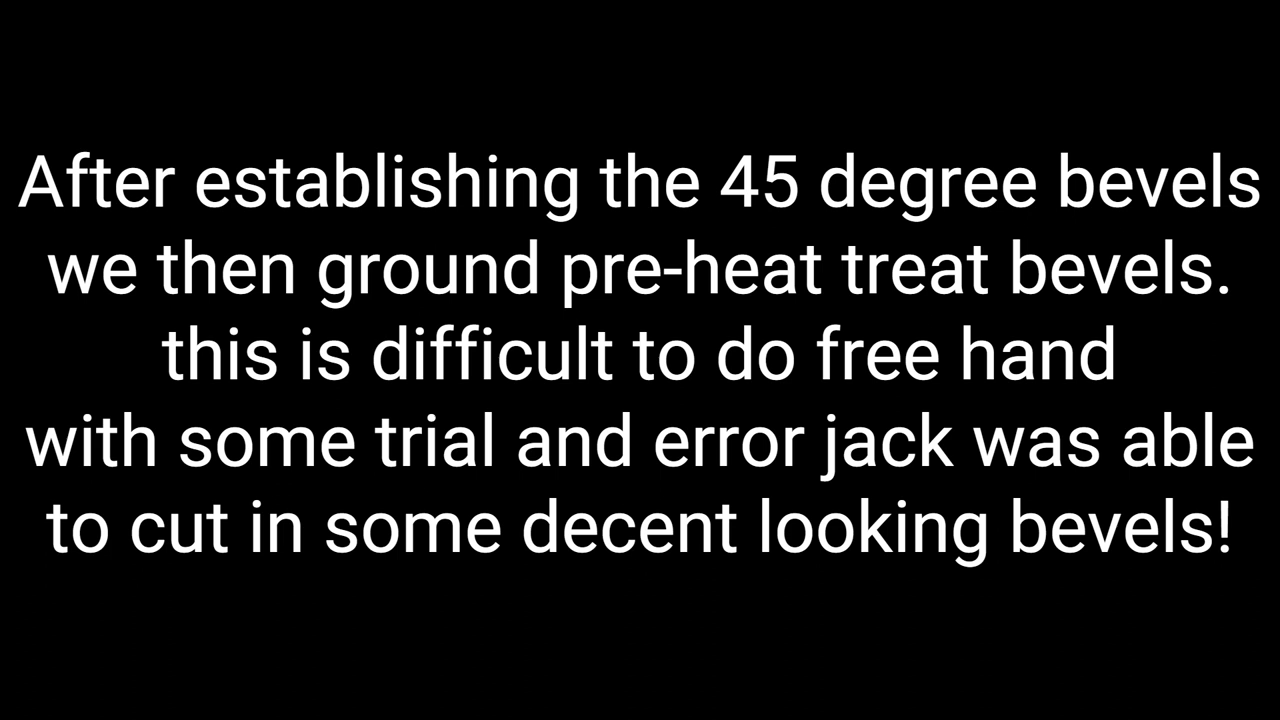 After establishing the 45 degree bevels
we then ground pre-heat treat bevels.
this is difficult to do free hand
with some trial and error jack was able
to cut in some decent looking bevels!